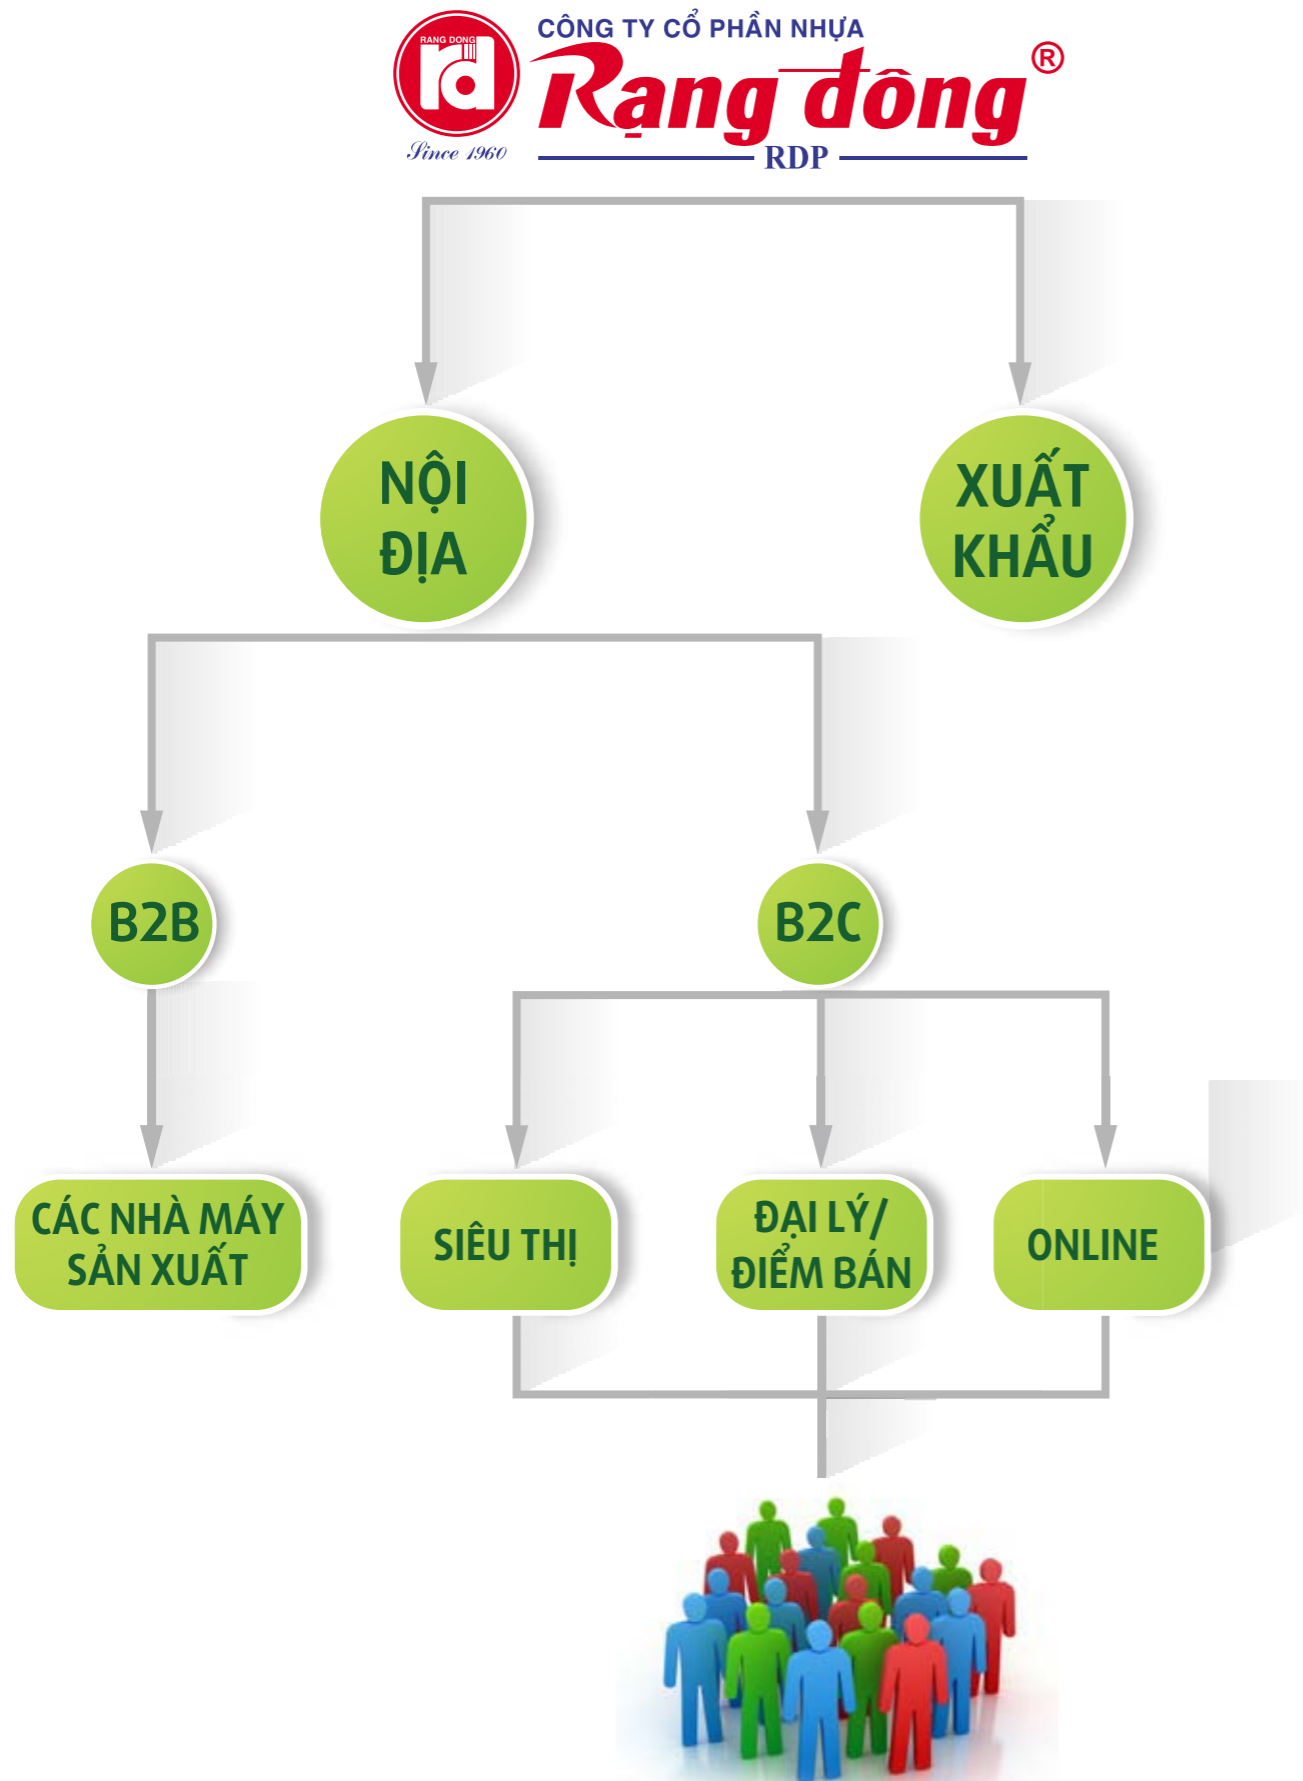 CÔNG TY CỔ PHẦN NHỰA
RANG DONG
rd
Rạng đông ®
Since 1960
RDP
NỘI
ĐỊA
XUẤT
KHẨU
B2B
B2C
CÁC NHÀ MÁY
SẢN XUẤT
SIÊU THỊ
ĐẠI LÝ/
ĐIỂM BÁN
ONLINE